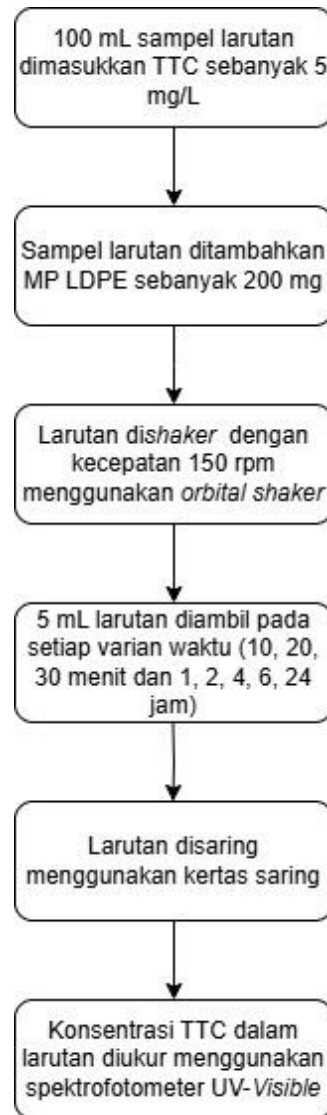 100 mL sampel larutan
dimasukkan TTC sebanyak 5
mg/L
Sampel larutan ditambahkan
MP LDPE sebanyak 200 mg
Larutan dishaker dengan
kecepatan 150 rpm
menggunakan orbital shaker
5 mL larutan diambil pada
setiap varian waktu (10, 20,
30 menit dan 1, 2, 4, 6, 24
jam)
Larutan disaring
menggunakan kertas saring
Konsentrasi TTC dalam
larutan diukur menggunakan
spektrofotometer UV-Visible